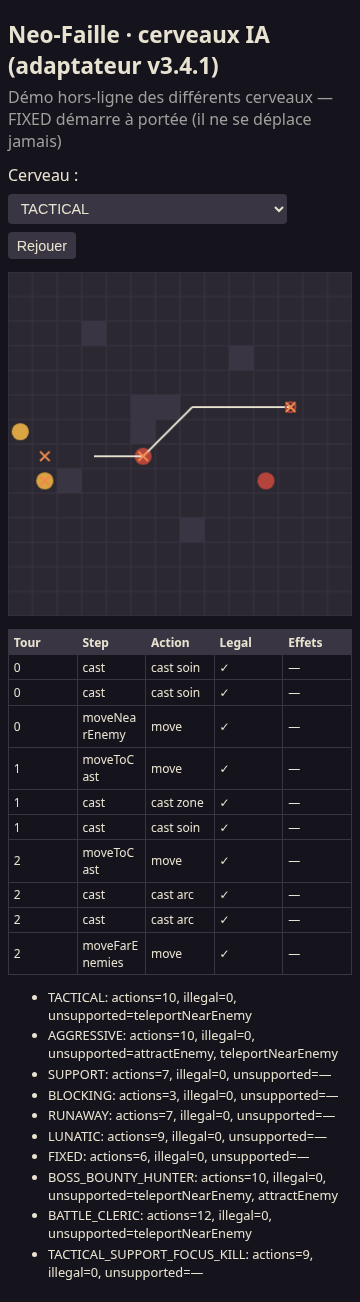 Neo-Faille · cerveaux IA
(adaptateur v3.4.1)
Démo hors-ligne des différents cerveaux —
FIXED démarre à portée (il ne se déplace
jamais)
Cerveau :
TACTICAL
Rejouer
Tour Step Action Legal Effets
0 cast cast soin ✓ —
0 cast cast soin ✓ —
0 moveNea
rEnemy move ✓ —
1 moveToC
ast move ✓ —
1 cast cast zone ✓ —
1 cast cast soin ✓ —
2 moveToC
ast move ✓ —
2 cast cast arc ✓ —
2 cast cast arc ✓ —
2 moveFarE
nemies move ✓ —
• TACTICAL: actions=10, illegal=0,
unsupported=teleportNearEnemy
• AGGRESSIVE: actions=10, illegal=0,
unsupported=attractEnemy, teleportNearEnemy
• SUPPORT: actions=7, illegal=0, unsupported=—
• BLOCKING: actions=3, illegal=0, unsupported=—
• RUNAWAY: actions=7, illegal=0, unsupported=—
• LUNATIC: actions=9, illegal=0, unsupported=—
• FIXED: actions=6, illegal=0, unsupported=—
• BOSS_BOUNTY_HUNTER: actions=10, illegal=0,
unsupported=teleportNearEnemy, attractEnemy
• BATTLE_CLERIC: actions=12, illegal=0,
unsupported=teleportNearEnemy
• TACTICAL_SUPPORT_FOCUS_KILL: actions=9,
illegal=0, unsupported=—